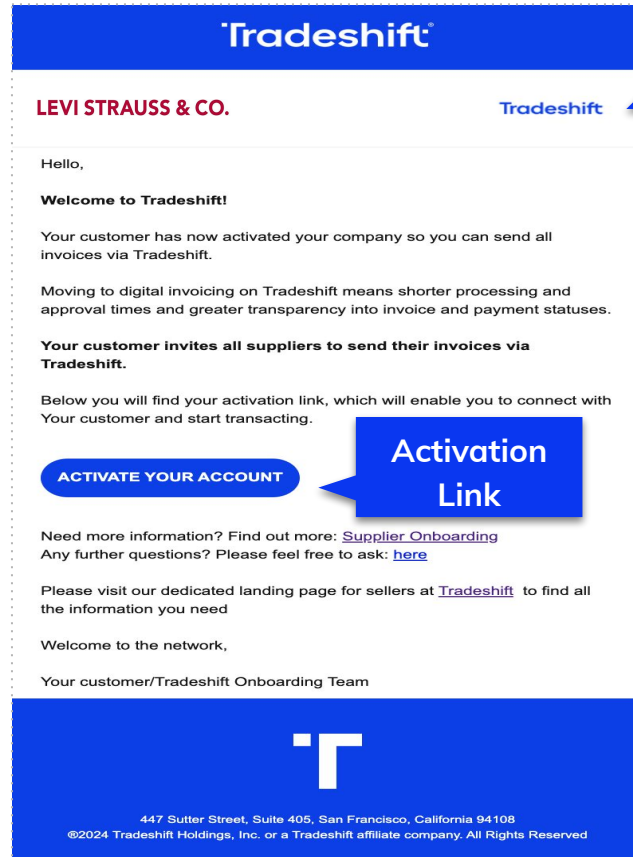 Tradeshift
LEVI STRAUSS & CO.
Tradeshift
Hello,
Welcome to Tradeshift!
Your customer has now activated your company so you can send all
invoices via Tradeshift.
Moving to digital invoicing on Tradeshift means shorter processing and
approval times and greater transparency into invoice and payment statuses.
Your customer invites all suppliers to send their invoices via
Tradeshift.
Below you will find your activation link, which will enable you to connect with
Your customer and start transacting.
ACTIVATE YOUR ACCOUNT
Activation
Link
Need more information? Find out more: Supplier Onboarding
Any further questions? Please feel free to ask: here
Please visit our dedicated landing page for sellers at Tradeshift to find all
the information you need
Welcome to the network,
Your customer/Tradeshift Onboarding Team
T
447 Sutter Street, Suite 405, San Francisco, California 94108
®2024 Tradeshift Holdings, Inc. or a Tradeshift affiliate company. All Rights Reserved